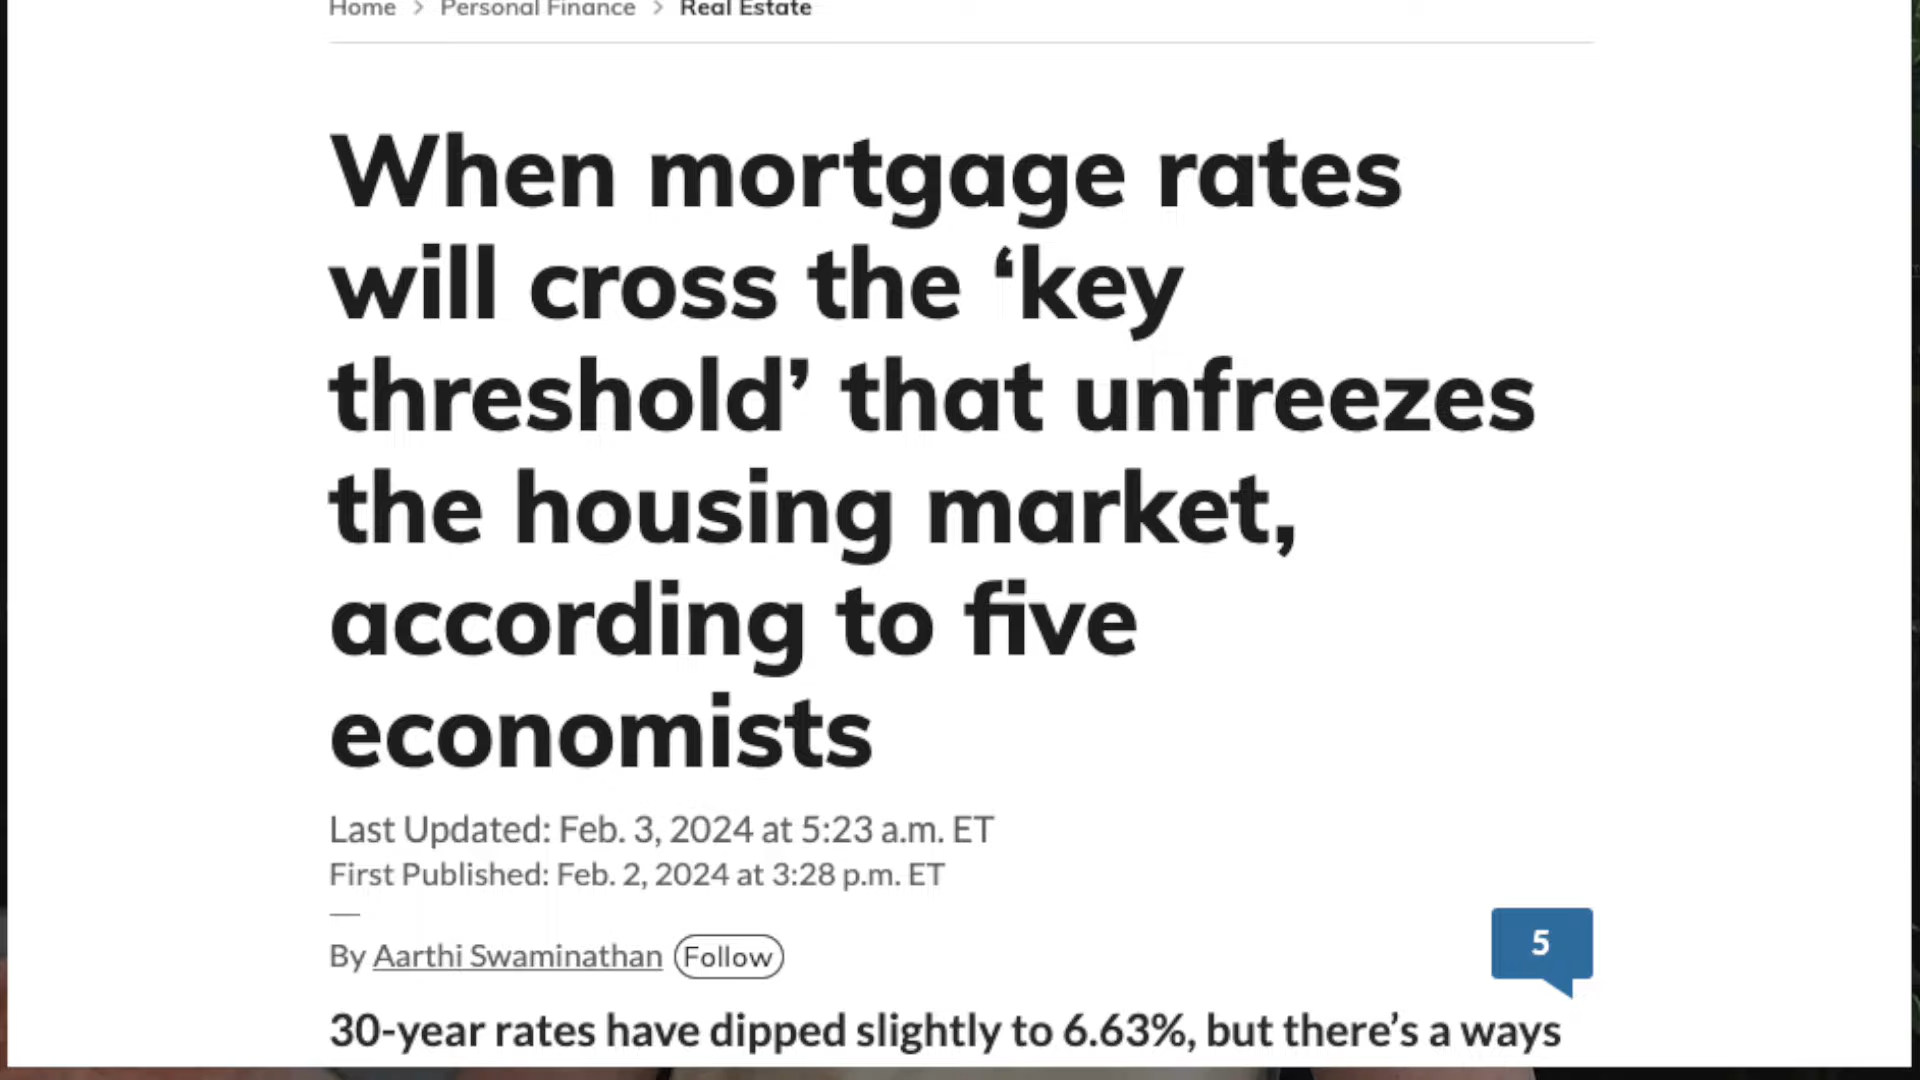 Home > Personal Finance > Real Estate
When mortgage rates
will cross the ‘key
threshold’ that unfreezes
the housing market,
according to five
economists
Last Updated: Feb. 3, 2024 at 5:23 a.m. ET
First Published: Feb. 2, 2024 at 3:28 p.m. ET
By Aarthi Swaminathan Follow
5
30-year rates have dipped slightly to 6.63%, but there’s a ways